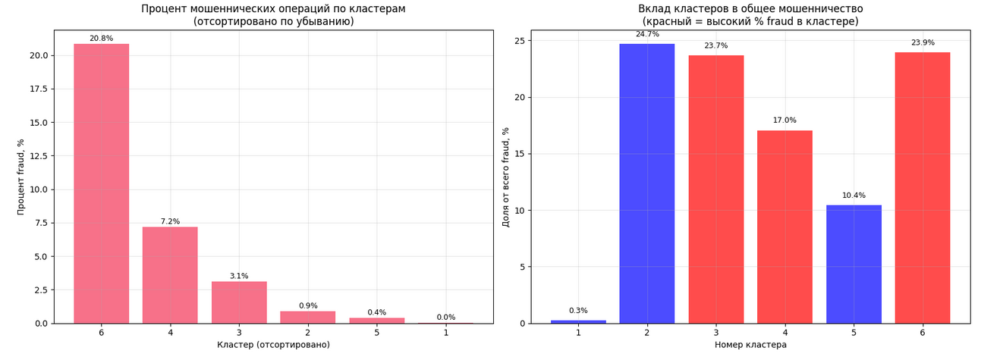 Процент мошеннических операций по кластерам
(отсортировано по убыванию)
Процент fraud, %
20.0
17.5
15.0
12.5
10.0
7.5
5.0
2.5
0.0
20.8%
7.2%
3.1%
0.9%
0.4%
0.0%
6 4 3 2 5 1
Кластер (отсортировано)
Вклад кластеров в общее мошенничество
(красный = высокий % fraud в кластере)
Доля от всего fraud, %
25
20
15
10
5
0
0.3%
24.7%
23.7%
17.0%
10.4%
23.9%
1 2 3 4 5 6
Номер кластера